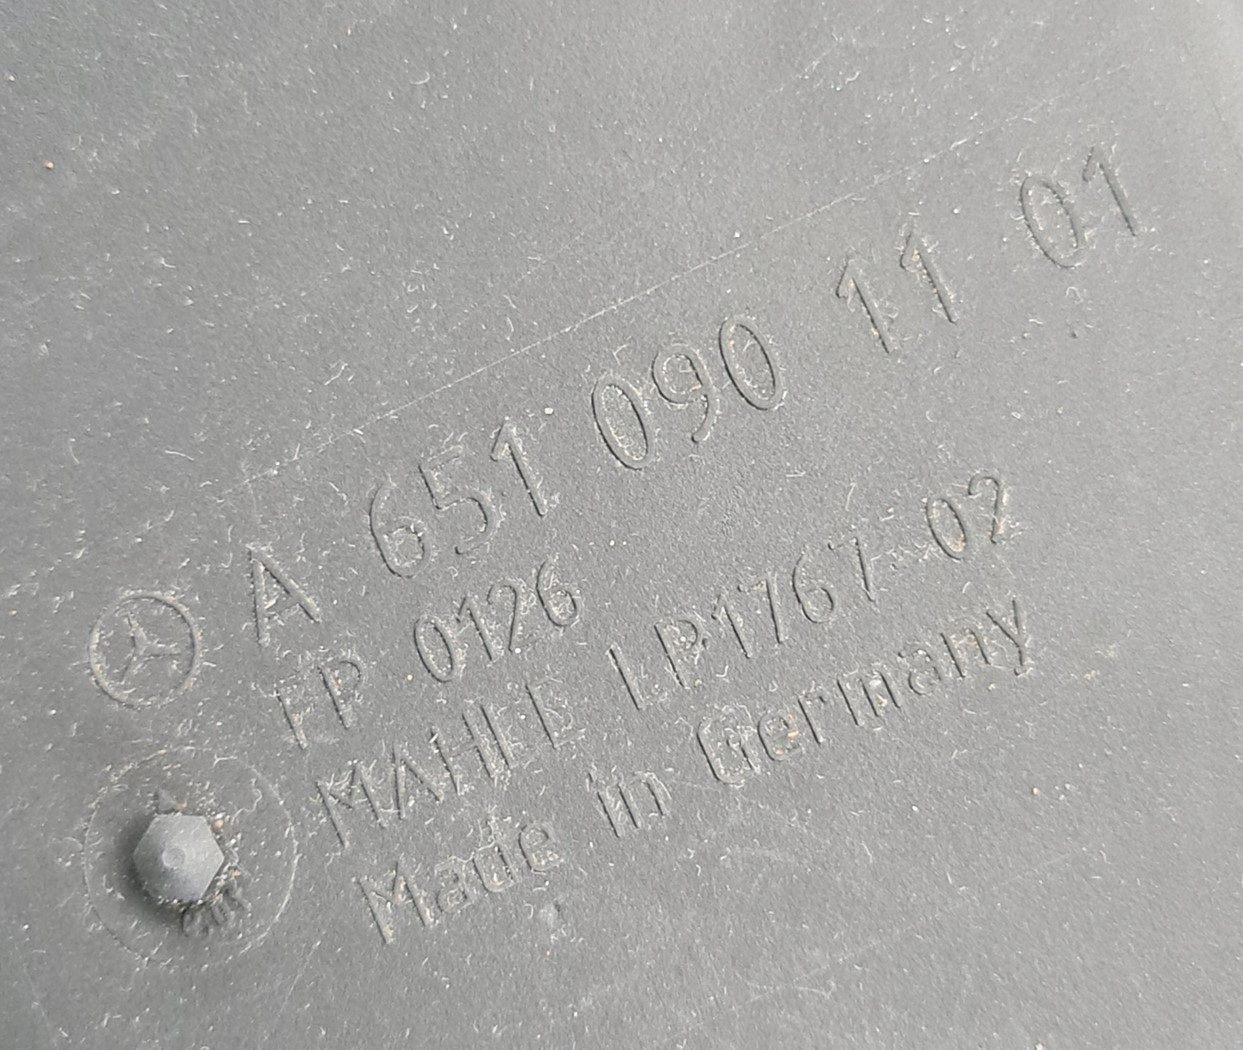 A 651 090 11 01
FP 0126
MAHLE LP1767-02
Made in Germany